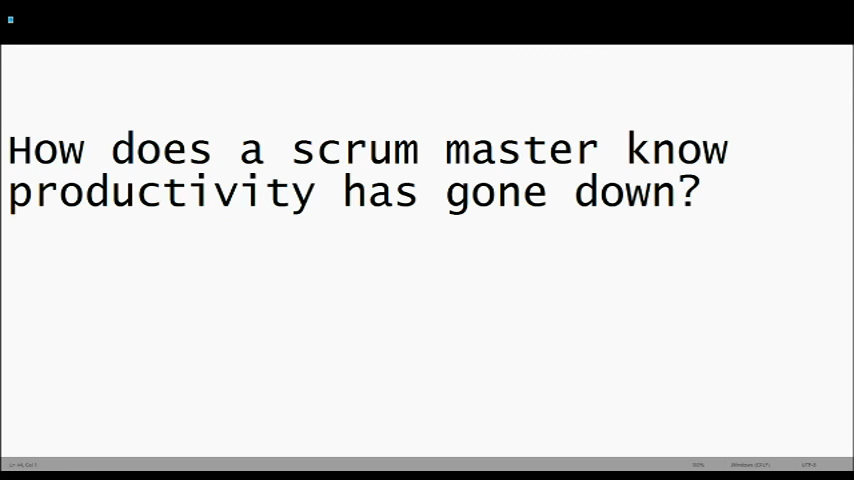 How does a scrum master know
productivity has gone down?